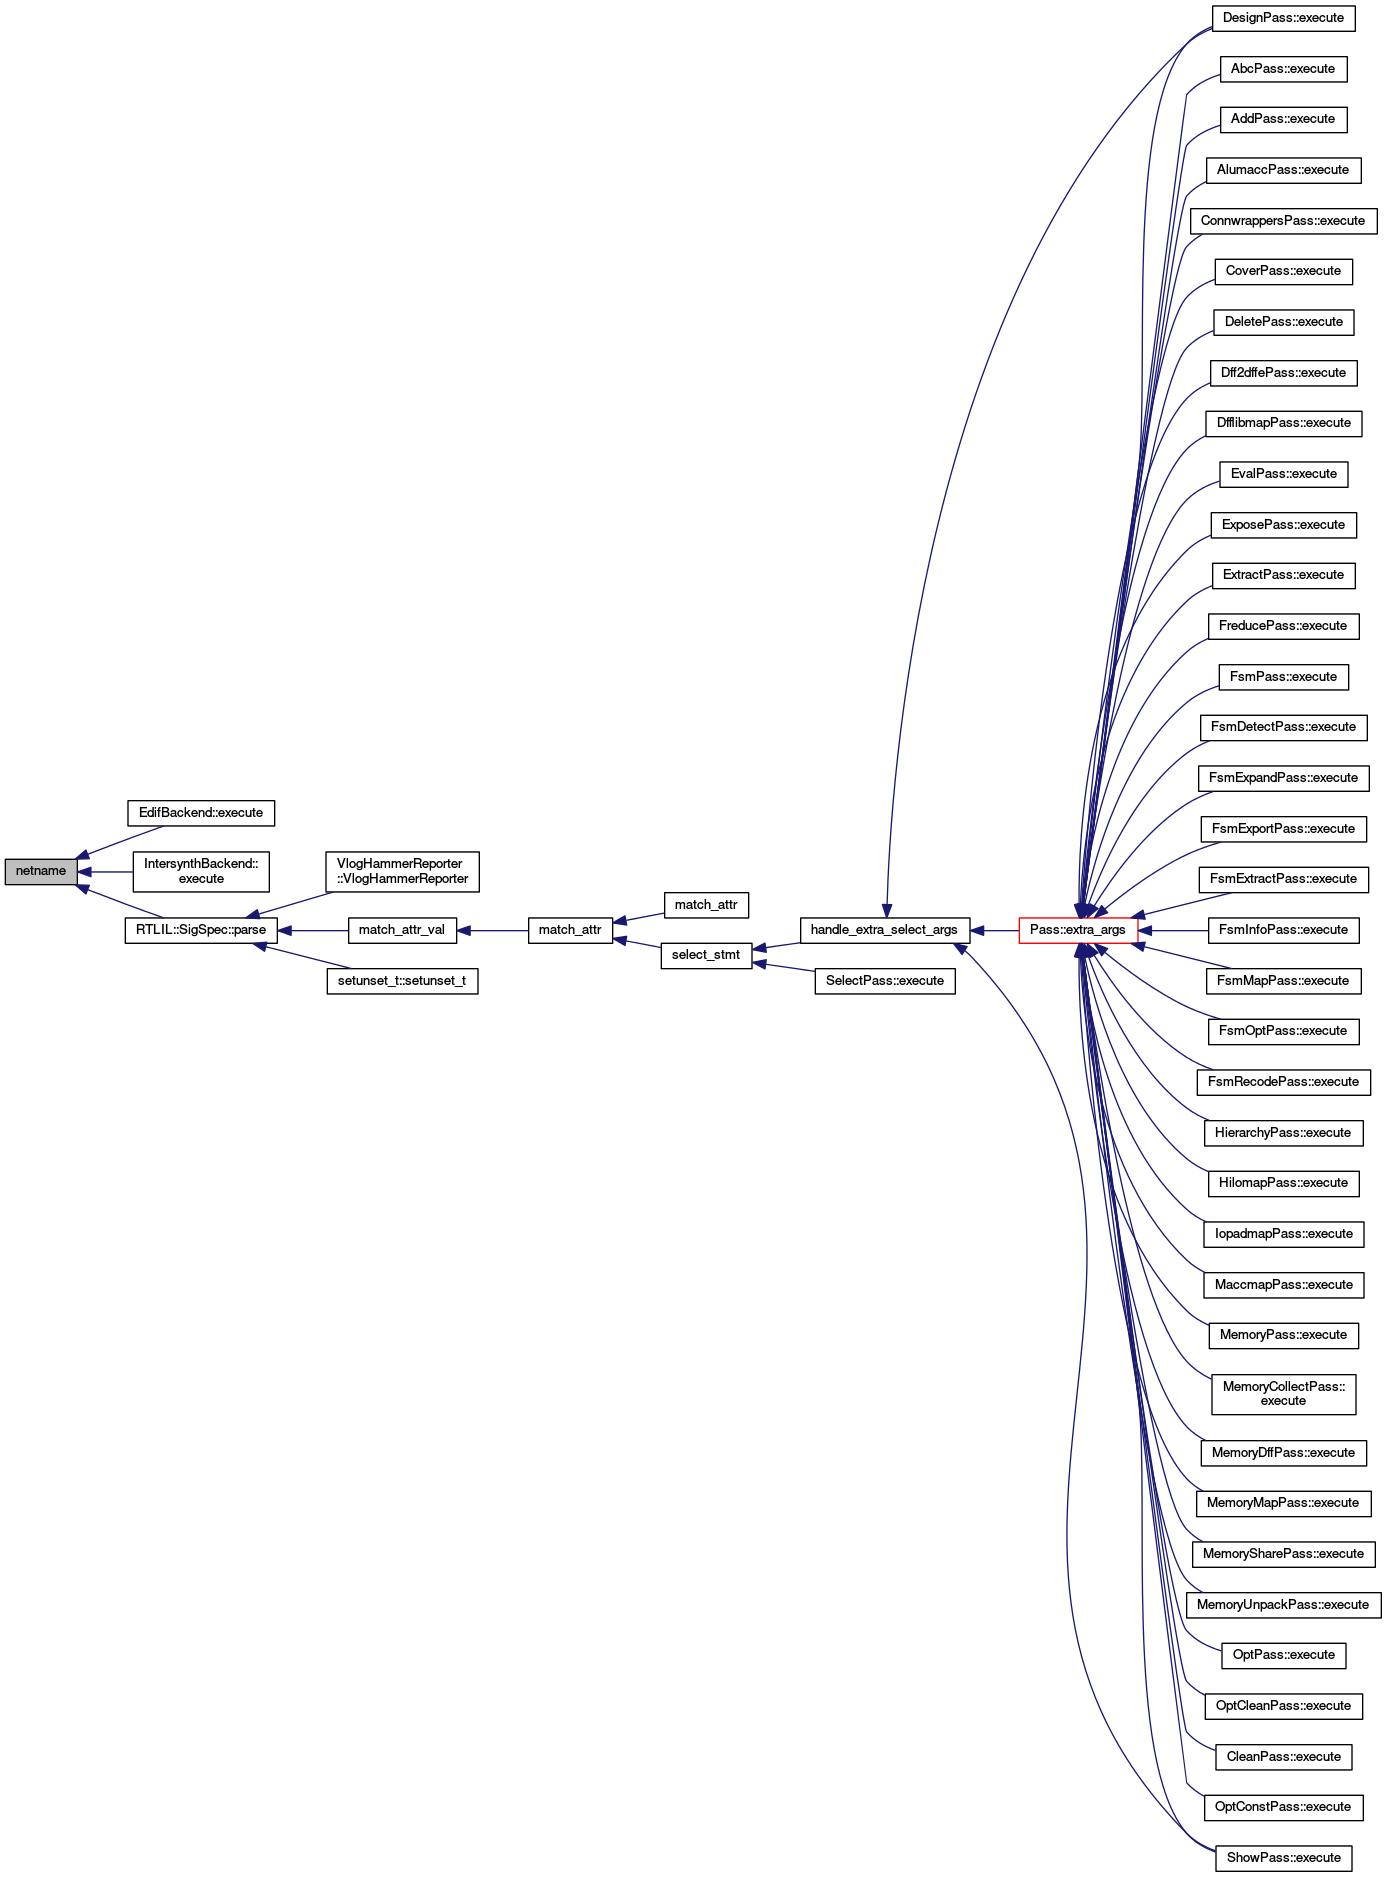 DesignPass::execute
AbcPass::execute
AddPass::execute
AlumaccPass::execute
ConnwrappersPass::execute
CoverPass::execute
DeletePass::execute
Dff2dffePass::execute
DfflibmapPass::execute
EvalPass::execute
ExposePass::execute
ExtractPass::execute
FreducePass::execute
FsmPass::execute
FsmDetectPass::execute
FsmExpandPass::execute
FsmExportPass::execute
FsmExtractPass::execute
FsmInfoPass::execute
FsmMapPass::execute
FsmOptPass::execute
FsmRecodePass::execute
HierarchyPass::execute
HilomapPass::execute
IopadmapPass::execute
MaccmapPass::execute
MemoryPass::execute
MemoryCollectPass::
execute
MemoryDffPass::execute
MemoryMapPass::execute
MemorySharePass::execute
MemoryUnpackPass::execute
OptPass::execute
OptCleanPass::execute
CleanPass::execute
OptConstPass::execute
ShowPass::execute
netname
EdifBackend::execute
IntersynthBackend::
execute
RTLIL::SigSpec::parse
VlogHammerReporter
::VlogHammerReporter
match_attr_val
setunset_t::setunset_t
match_attr
match_attr
select_stmt
handle_extra_select_args
SelectPass::execute
Pass::extra_args